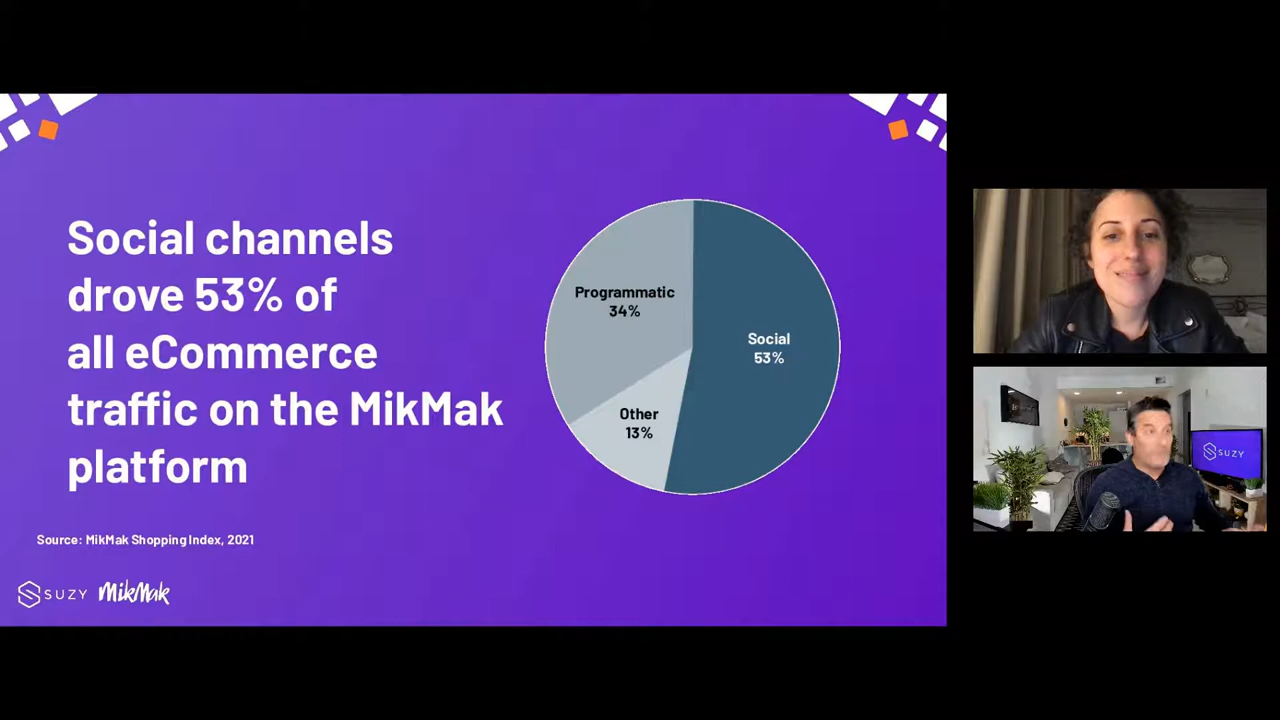 Social channels
drove 53% of
all eCommerce
traffic on the MikMak
platform
Programmatic
34%
Social
53%
Other
13%
Source: MikMak Shopping Index, 2021
SUZY MikMak
SUZY